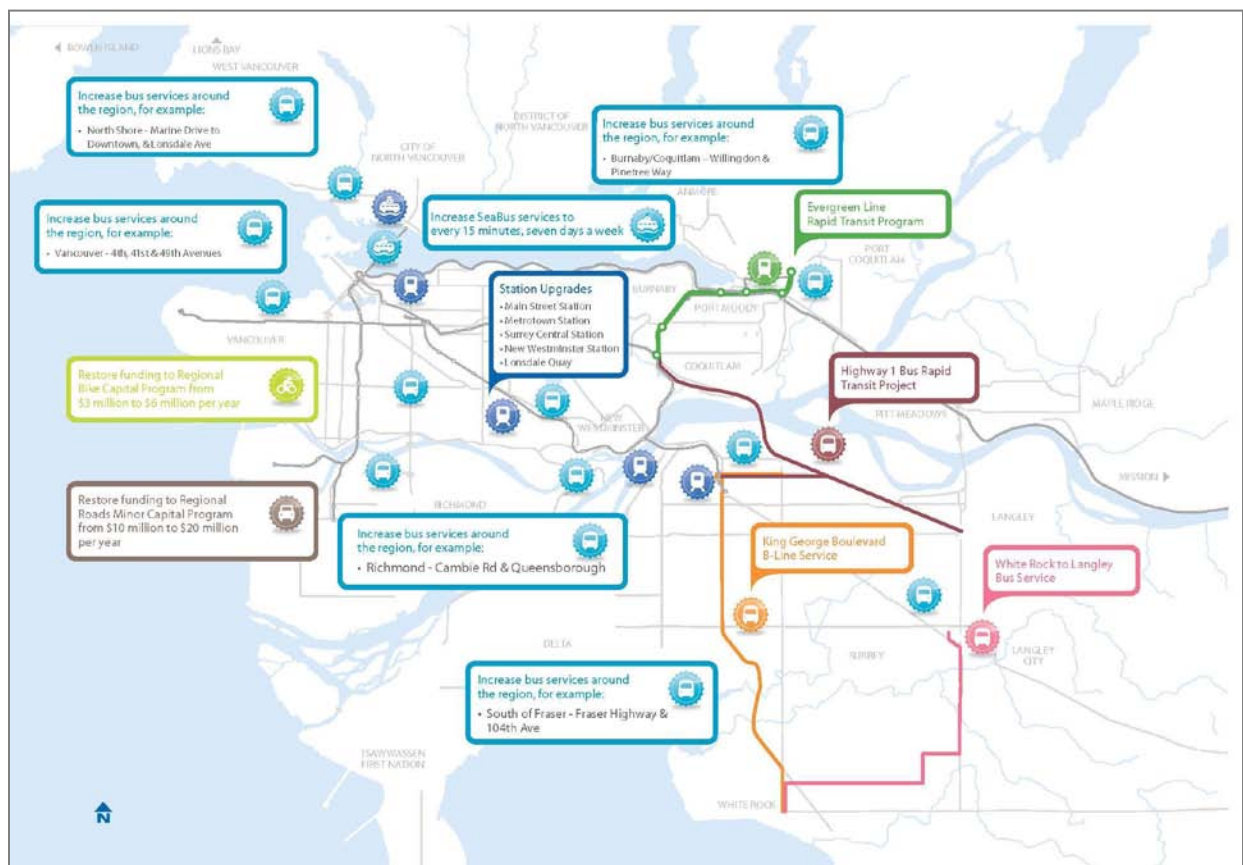 BOWEN ISLAND
LIONS BAY
WEST VANCOUVER
Increase bus services around
the region, for example:
• North Shore - Marine Drive to
Downtown, & Lonsdale Ave
DISTRICT OF
NORTH VANCOUVER
CITY OF
NORTH VANCOUVER
Increase bus services around
the region, for example:
• Burnaby/Coquitlam - Willingdon &
Pinetree Way
ANMORE
Increase bus services around
the region, for example:
• Vancouver - 4th, 41st & 49th Avenues
Increase SeaBus services to
every 15 minutes, seven days a week
Evergreen Line
Rapid Transit Program
PORT
COQUITLAM
Station Upgrades
• Main Street Station
• Metrotown Station
• Surrey Central Station
• New Westminster Station
• Lonsdale Quay
BURNABY
PORT MOODY
VANCOUVER
COQUITLAM
Restore funding to Regional
Bike Capital Program from
$3 million to $6 million per year
Highway 1 Bus Rapid
Transit Project
PITT MEADOWS
MAPLE RIDGE
NEW
WESTMINSTER
MISSION
Restore funding to Regional
Roads Minor Capital Program
from $10 million to $20 million
per year
RICHMOND
LANGLEY
Increase bus services around
the region, for example:
• Richmond - Cambie Rd & Queensborough
King George Boulevard
B-Line Service
White Rock to Langley
Bus Service
DELTA
SURREY
LANGLEY
CITY
Increase bus services around
the region, for example:
• South of Fraser - Fraser Highway &
104th Ave
TSAWWASSEN
FIRST NATION
WHITE ROCK
N